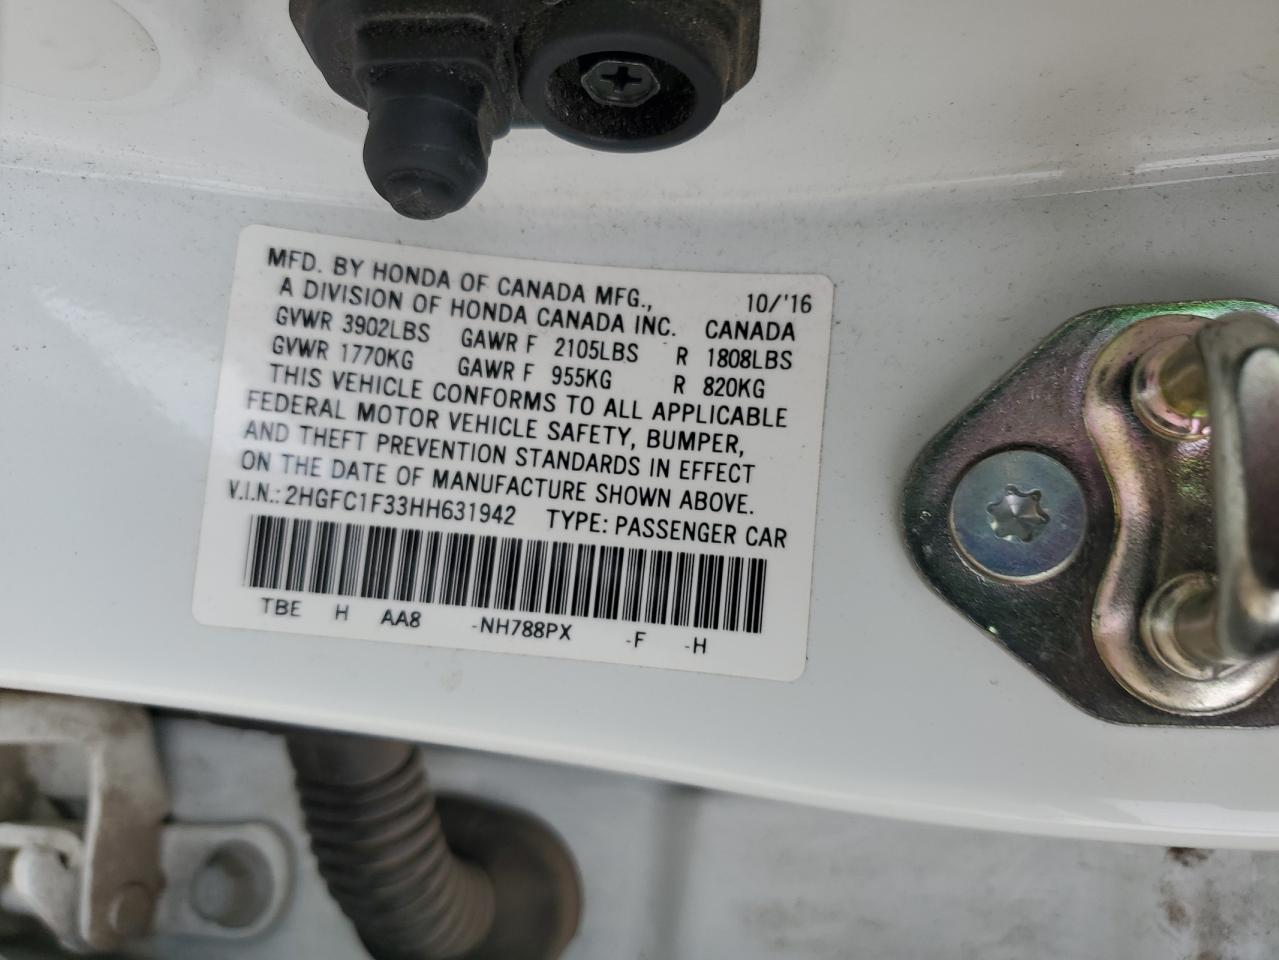 MFD. BY HONDA OF CANADA MFG., 10/'16
A DIVISION OF HONDA CANADA INC. CANADA
GVWR 3902LBS GAWR F 2105LBS R 1808LBS
GVWR 1770KG GAWR F 955KG R 820KG
THIS VEHICLE CONFORMS TO ALL APPLICABLE
FEDERAL MOTOR VEHICLE SAFETY, BUMPER,
AND THEFT PREVENTION STANDARDS IN EFFECT
ON THE DATE OF MANUFACTURE SHOWN ABOVE.
V.I.N.: 2HGFC1F33HH631942 TYPE: PASSENGER CAR
TBE H AA8 -NH788PX -F -H